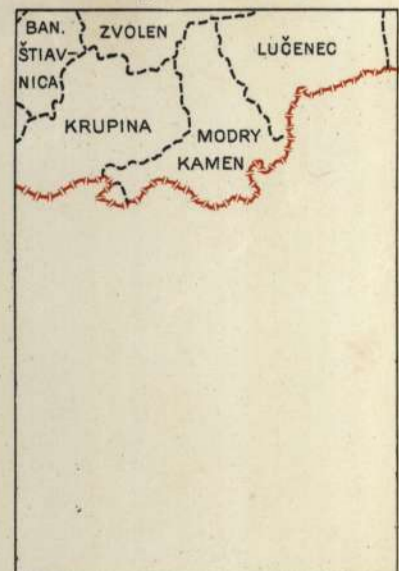 BAN.
ŠTIAV-
NICA
ZVOLEN
LUČENEC
KRUPINA
MODRY
KAMEN